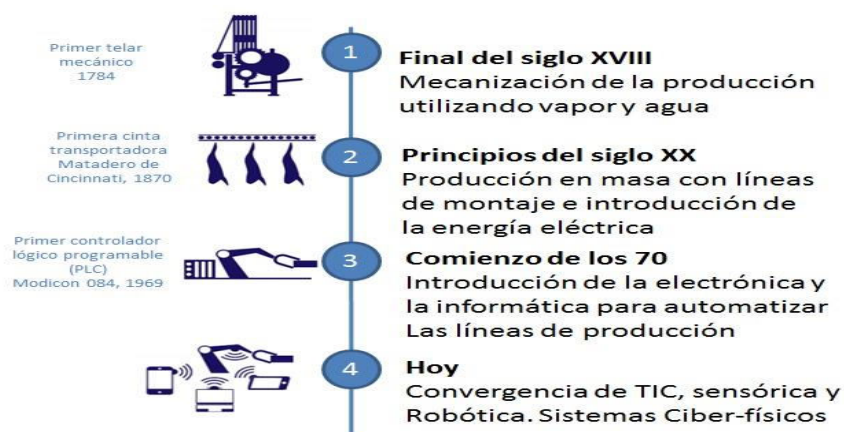 Primer telar
mecánico
1784
1
Final del siglo XVIII
Mecanización de la producción
utilizando vapor y agua
Primera cinta
transportadora
Matadero de
Cincinnati, 1870
2
Principios del siglo XX
Producción en masa con líneas
de montaje e introducción de
la energía eléctrica
Primer controlador
lógico programable
(PLC)
Modicon 084, 1969
3
Comienzo de los 70
Introducción de la electrónica y
la informática para automatizar
Las líneas de producción
4
Hoy
Convergencia de TIC, sensórica y
Robótica. Sistemas Ciber-físicos